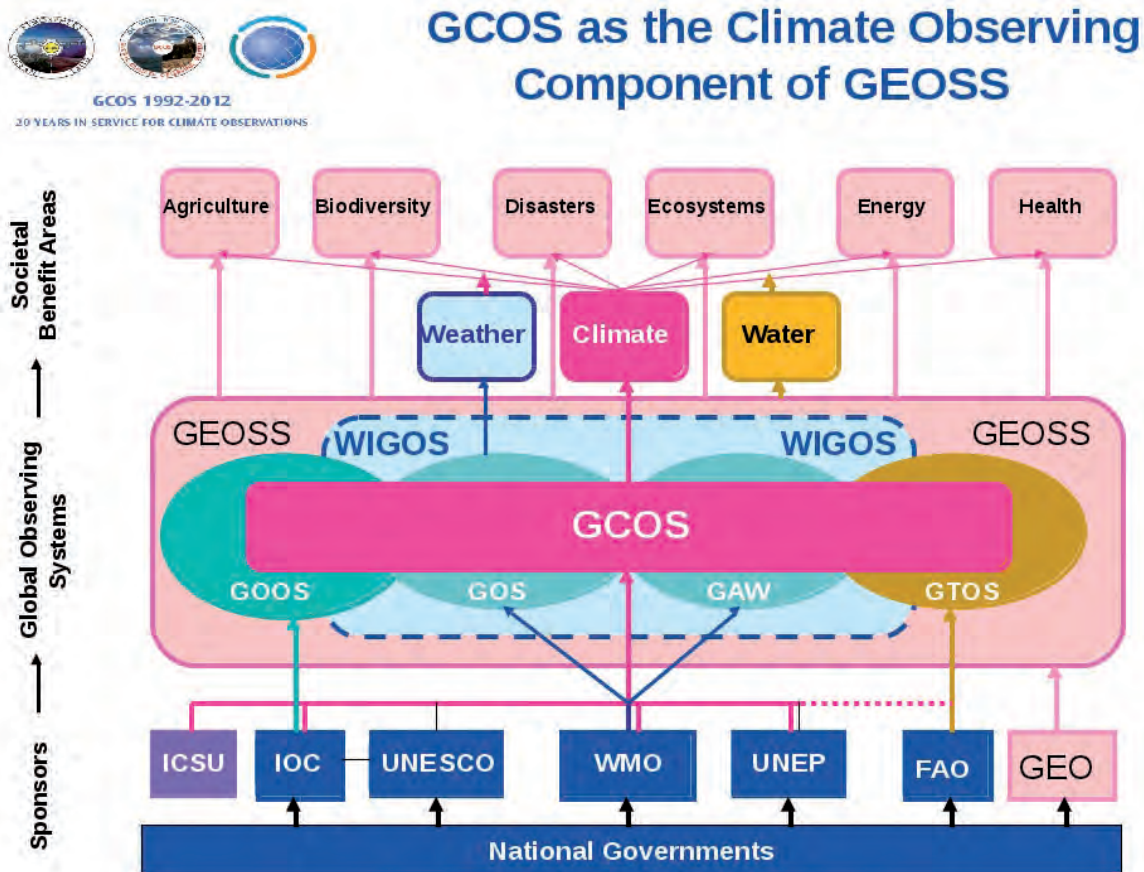 GCOS as the Climate Observing
Component of GEOSS
GCOS
GCOS 1992-2012
20 YEARS IN SERVICE FOR CLIMATE OBSERVATIONS
Societal
Benefit Areas
Agriculture
Biodiversity
Disasters
Ecosystems
Energy
Health
Weather
Climate
Water
Global Observing
Systems
GEOSS
WIGOS
WIGOS
GEOSS
GCOS
GOOS
GOS
GAW
GTOS
Sponsors
ICSU
IOC
UNESCO
WMO
UNEP
FAO
GEO
National Governments